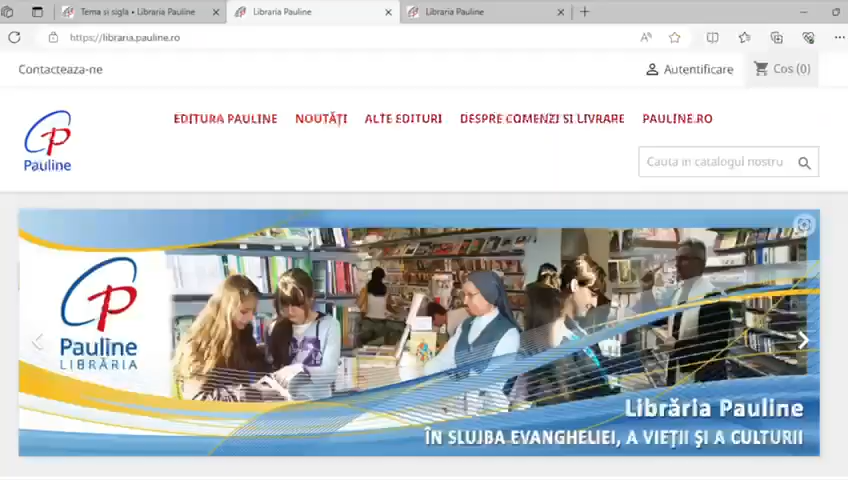 Tema si sigla • Libraria Pauline
Libraria Pauline
Libraria Pauline
https://libraria.pauline.ro
Contacteaza-ne
Autentificare
Cos (0)
EDITURA PAULINE
NOUTĂȚI
ALTE EDITURI
DESPRE COMENZI SI LIVRARE
PAULINE.RO
Pauline
Cauta in catalogul nostru
Pauline
LIBRĂRIA
Librăria Pauline
ÎN SLUJBA EVANGHELIEI, A VIEŢII ŞI A CULTURII